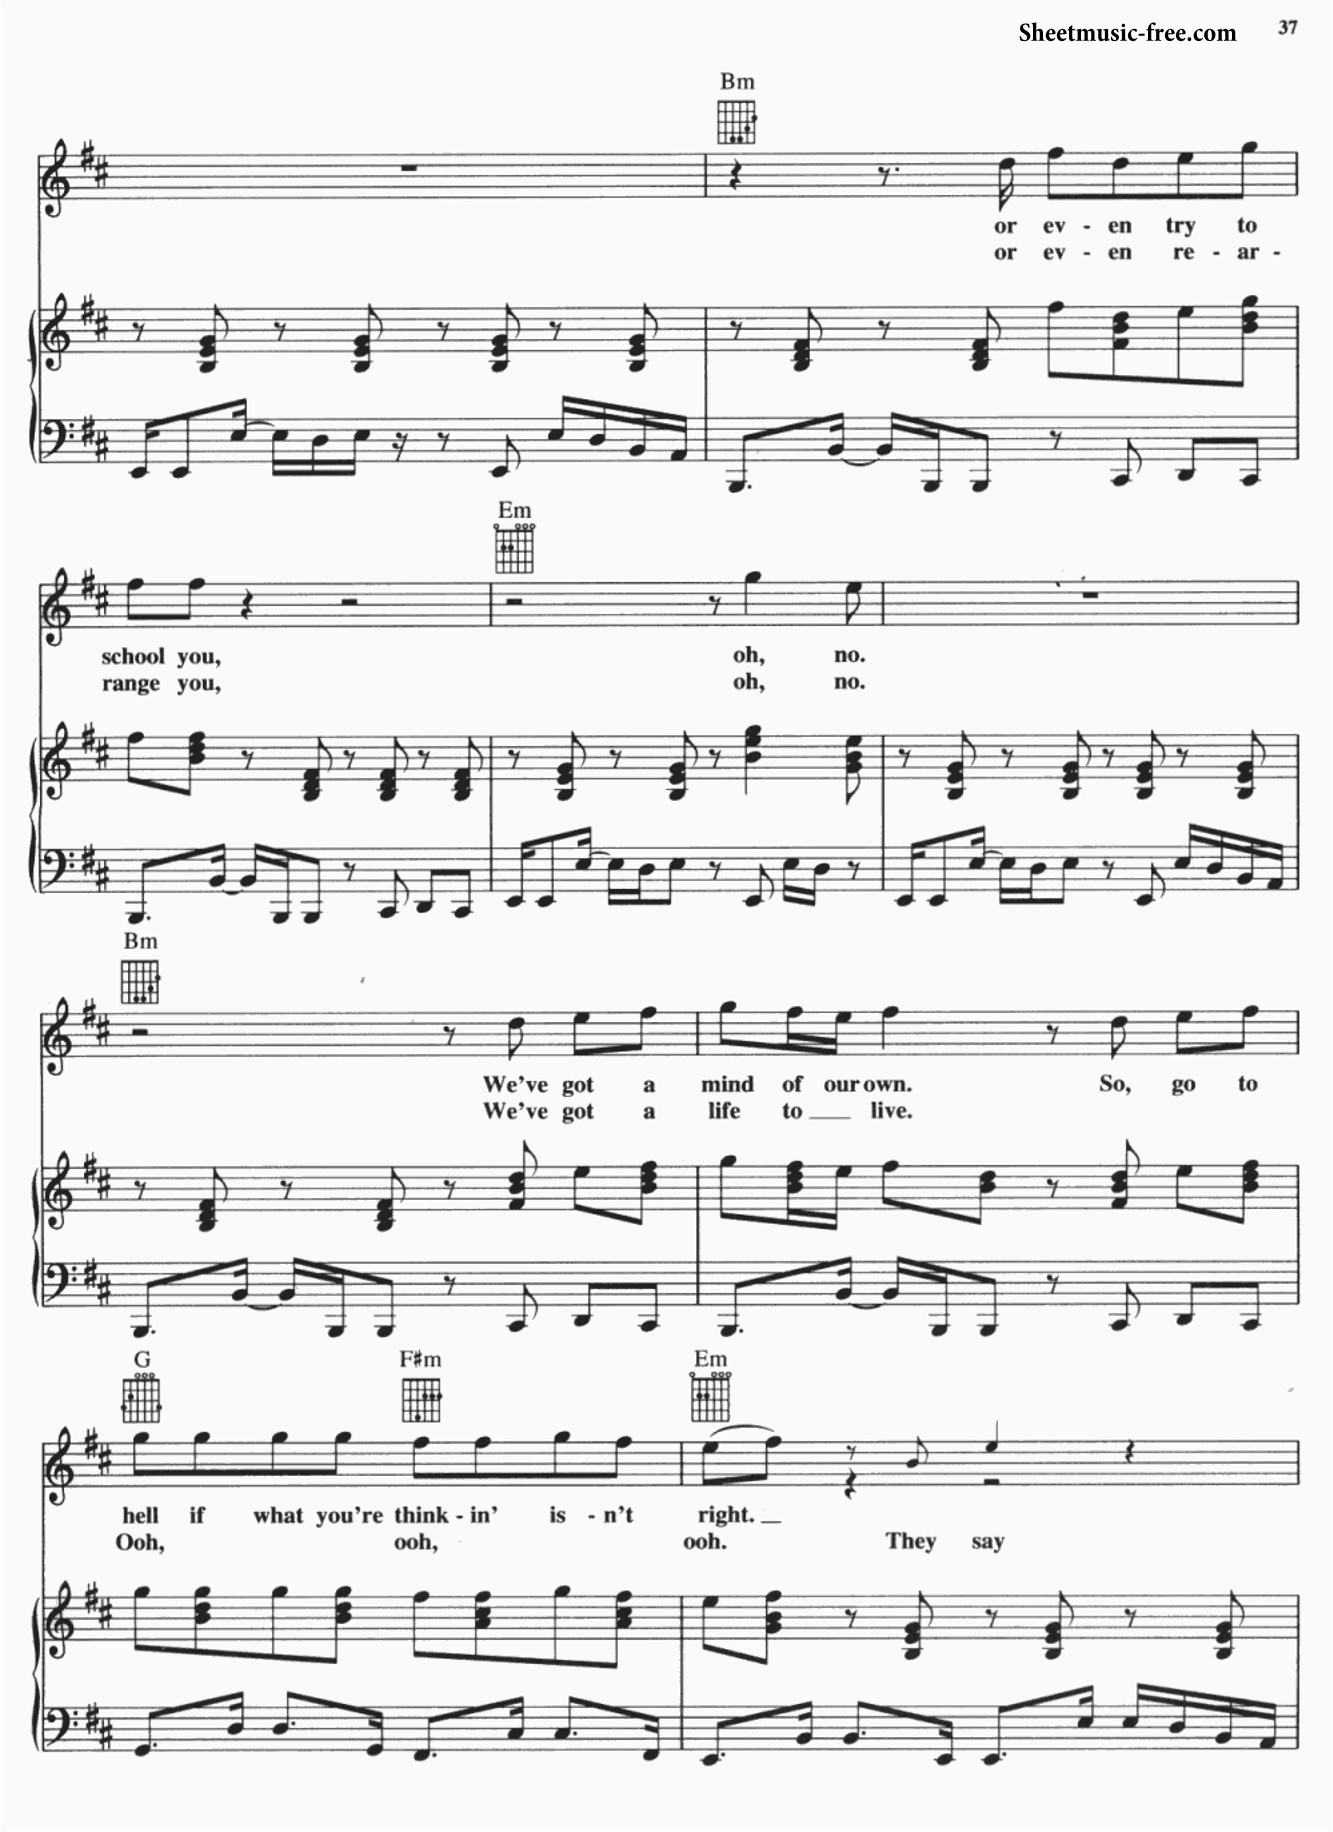 Sheetmusic-free.com 37
Bm
or ev - en try to
or ev - en re - ar -
Em
school you, oh, no.
range you, oh, no.
Bm
We've got a mind of our own. So, go to
We've got a life to live.
G F#m Em
hell if what you're think - in' is - n't right.
Ooh, ooh, ooh. They say